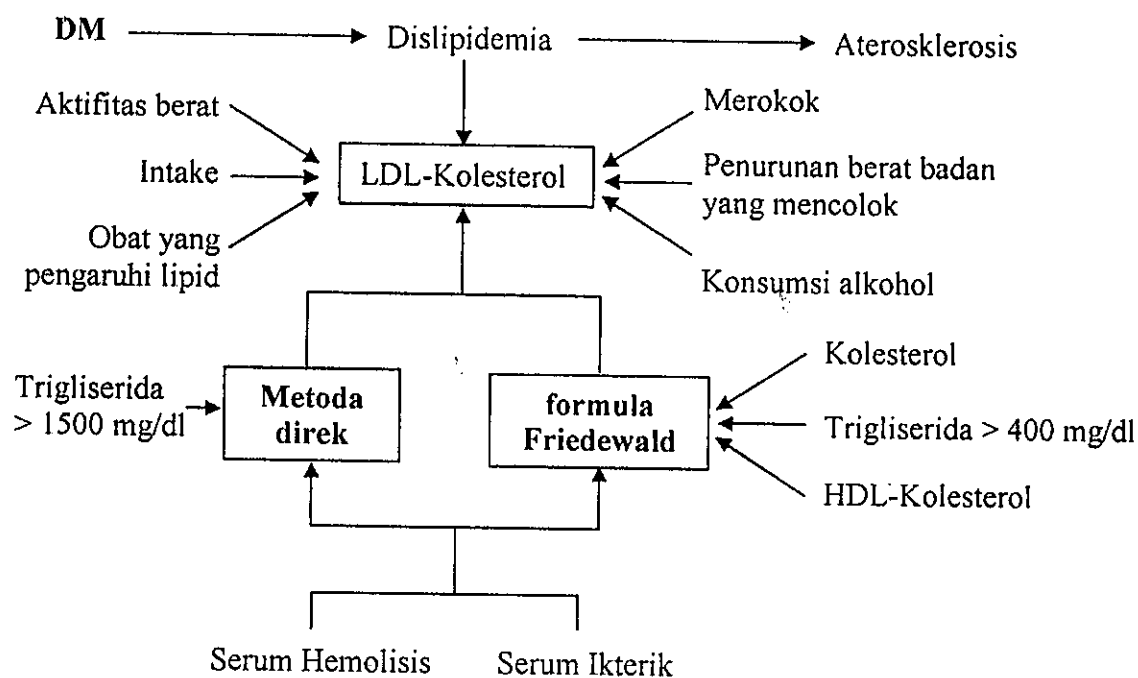 DM
Dislipidemia
Aterosklerosis
Aktifitas berat
Merokok
Intake
LDL-Kolesterol
Penurunan berat badan
yang mencolok
Obat yang
pengaruhi lipid
Konsumsi alkohol
Kolesterol
Trigliserida
> 1500 mg/dl
Metoda
direk
formula
Friedewald
Trigliserida > 400 mg/dl
HDL-Kolesterol
Serum Hemolisis
Serum Ikterik